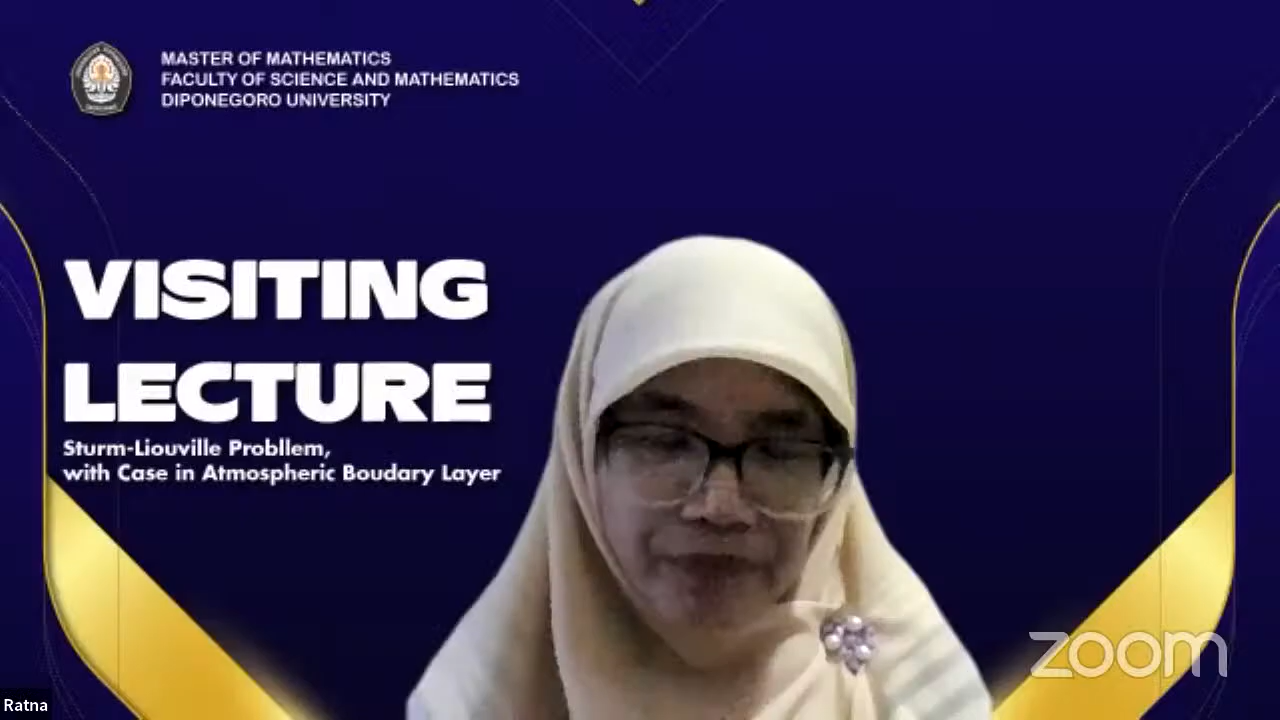 MASTER OF MATHEMATICS
FACULTY OF SCIENCE AND MATHEMATICS
DIPONEGORO UNIVERSITY
VISITING
LECTURE
Sturm-Liouville Probllem,
with Case in Atmospheric Boudary Layer
zoom
Ratna